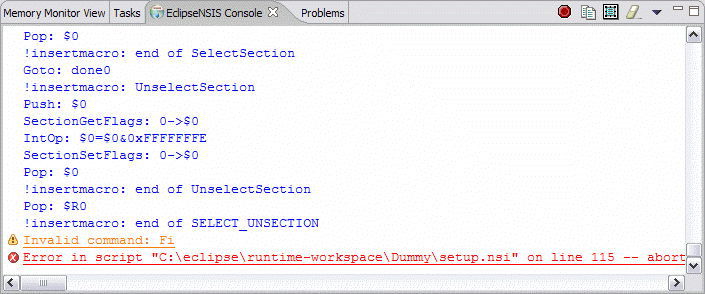 Memory Monitor View Tasks EclipseNSIS Console Problems
Pop: $0
!insertmacro: end of SelectSection
Goto: done0
!insertmacro: UnselectSection
Push: $0
SectionGetFlags: 0->$0
IntOp: $0=$0&0xFFFFFFFE
SectionSetFlags: 0->$0
Pop: $0
!insertmacro: end of UnselectSection
Pop: $R0
!insertmacro: end of SELECT_UNSECTION
Invalid command: Fi
Error in script "C:\eclipse\runtime-workspace\Dummy\setup.nsi" on line 115 -- abort